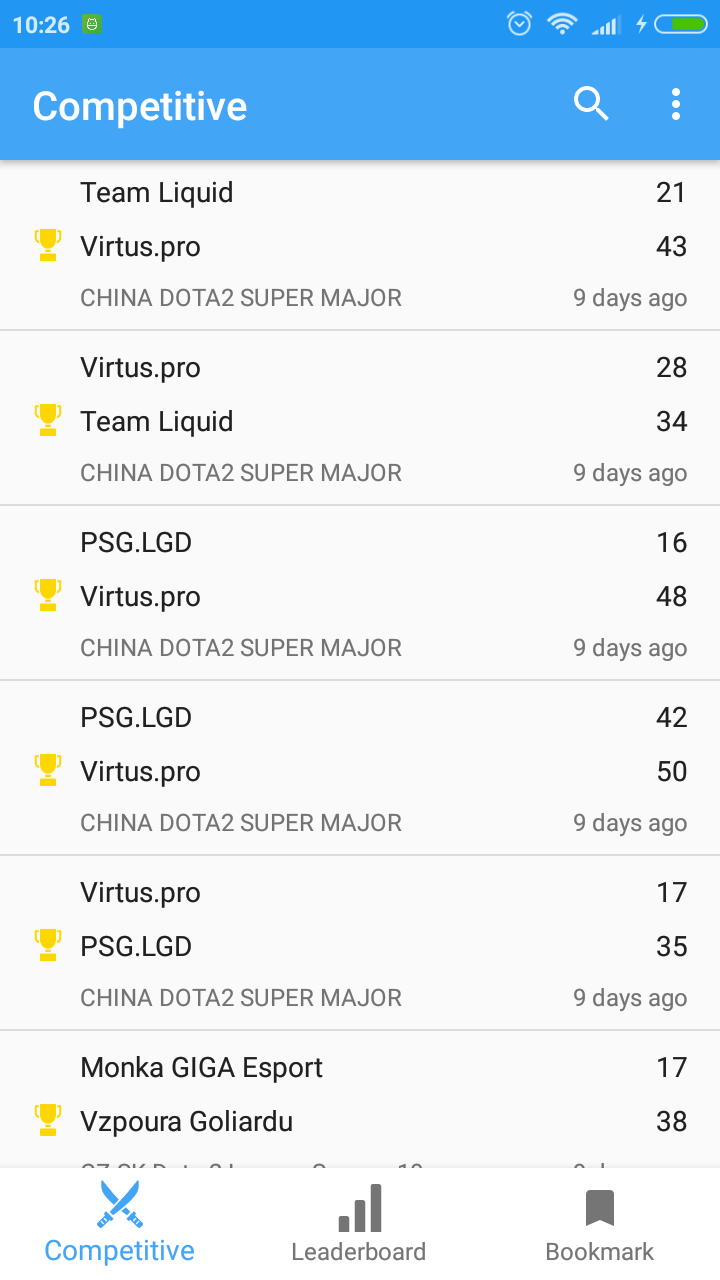 10:26
Competitive
Team Liquid 21
Virtus.pro 43
CHINA DOTA2 SUPER MAJOR 9 days ago
Virtus.pro 28
Team Liquid 34
CHINA DOTA2 SUPER MAJOR 9 days ago
PSG.LGD 16
Virtus.pro 48
CHINA DOTA2 SUPER MAJOR 9 days ago
PSG.LGD 42
Virtus.pro 50
CHINA DOTA2 SUPER MAJOR 9 days ago
Virtus.pro 17
PSG.LGD 35
CHINA DOTA2 SUPER MAJOR 9 days ago
Monka GIGA Esport 17
Vzpoura Goliardu 38
Competitive Leaderboard Bookmark